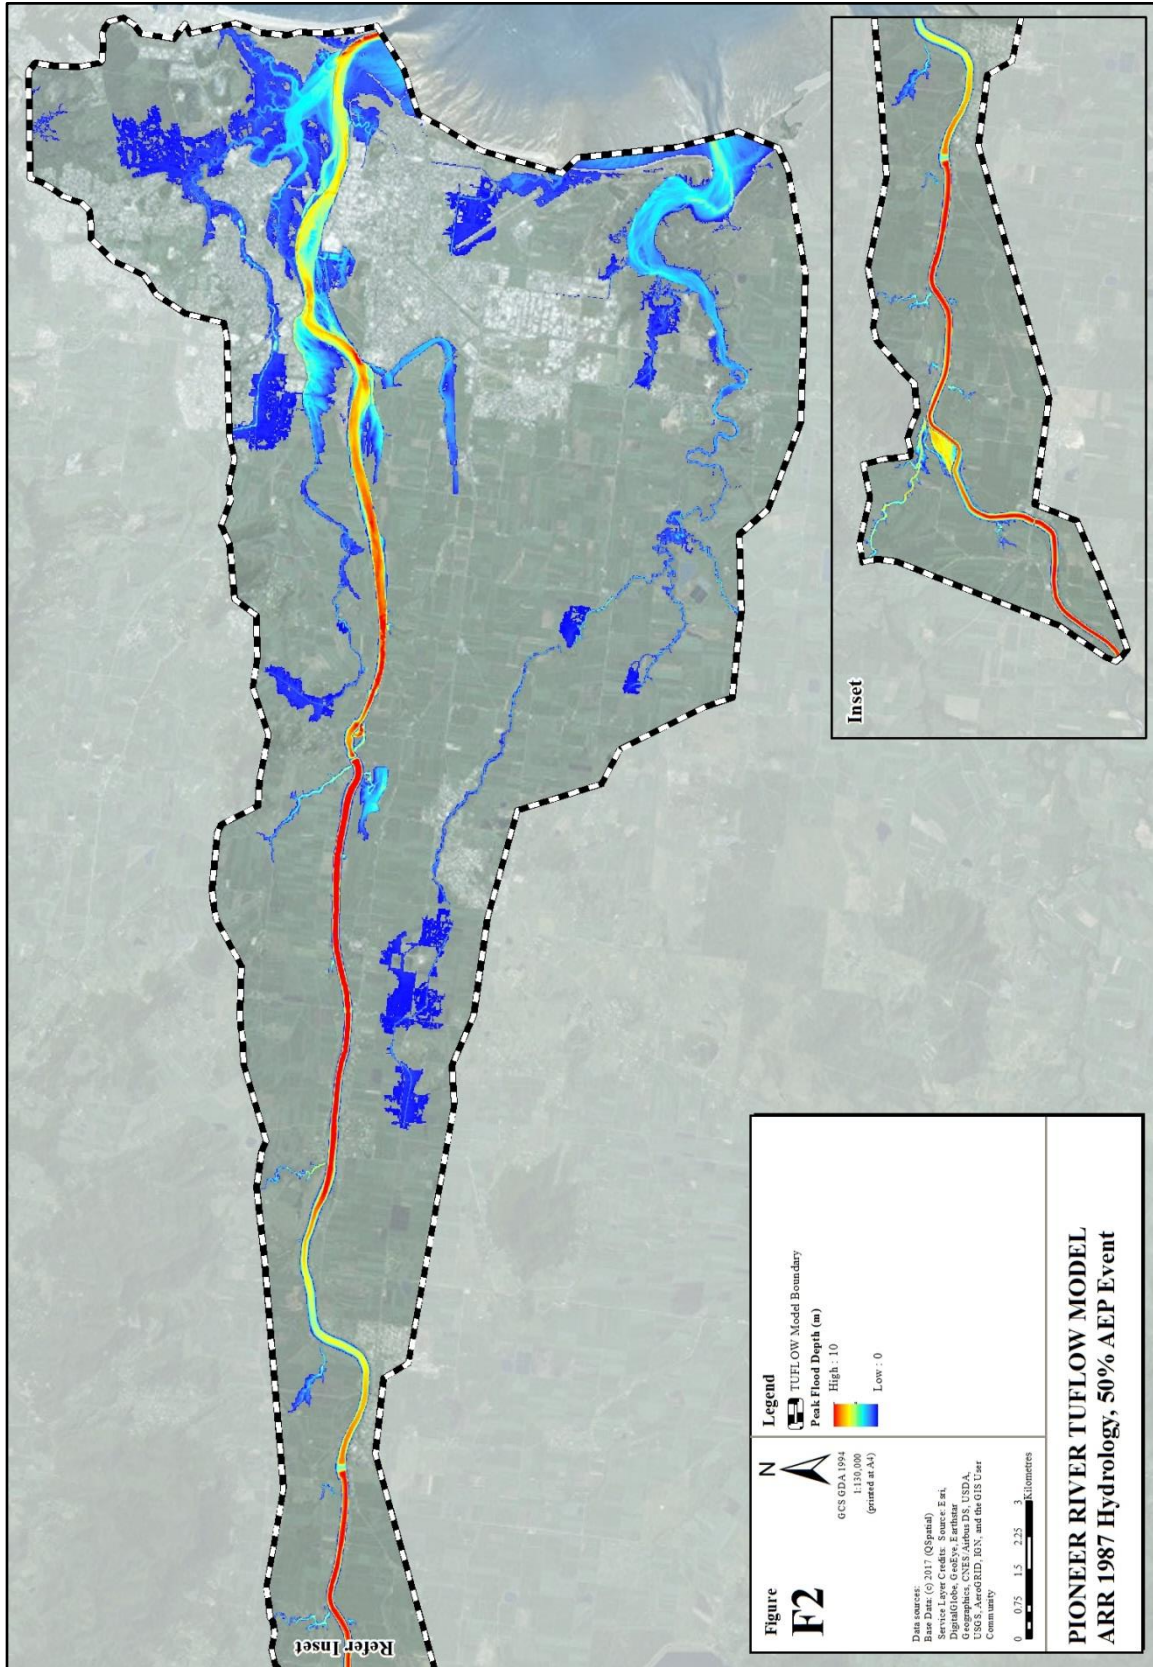 Inset
Refer Inset
Legend
TUFLOW Model Boundary
Peak Flood Depth (m)
High : 10
Low : 0
N
GCS GDA 1994
1:130,000
(printed at A4)
Figure
F2
Data sources:
Base Data: (c) 2017 (QSpatial)
Service Layer Credits: Source: Esri,
DigitalGlobe, GeoEye, Earthstar
Geographics, CNES/Airbus DS, USDA,
USGS, AeroGRID, IGN, and the GIS User
Community
0 0.75 1.5 2.25 3
Kilometres
PIONEER RIVER TUFLOW MODEL
ARR 1987 Hydrology, 50% AEP Event